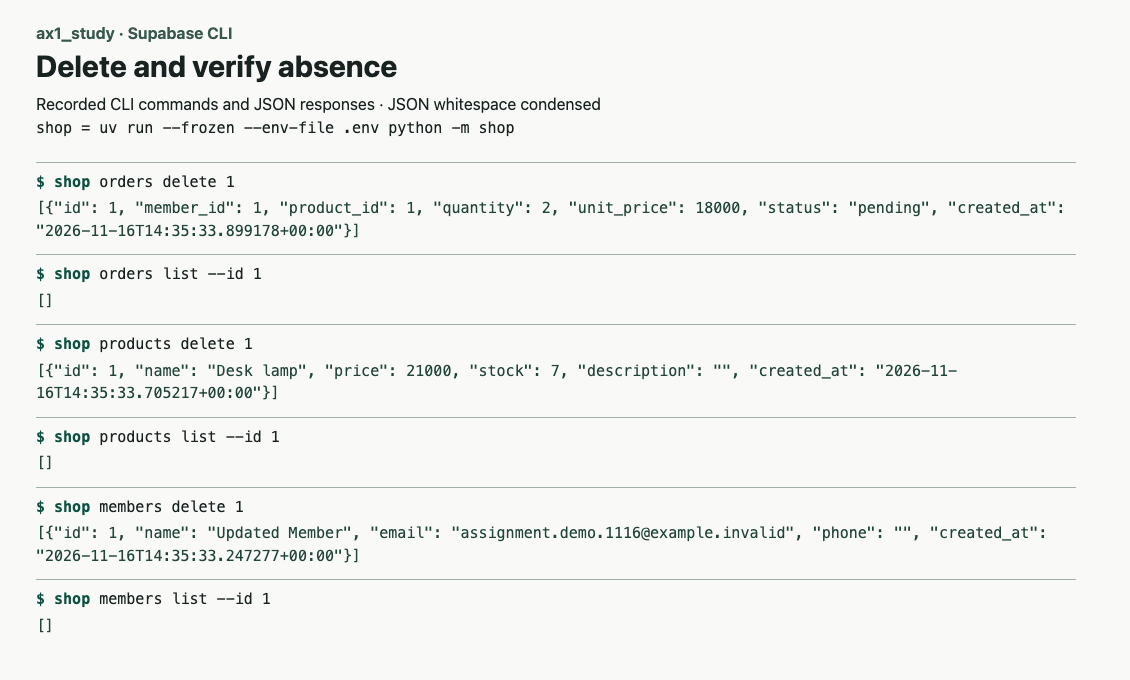 ax1_study · Supabase CLI
Delete and verify absence
Recorded CLI commands and JSON responses · JSON whitespace condensed
shop = uv run --frozen --env-file .env python -m shop
$ shop orders delete 1
[{"id": 1, "member_id": 1, "product_id": 1, "quantity": 2, "unit_price": 18000, "status": "pending", "created_at":
"2026-11-16T14:35:33.899178+00:00"}]
$ shop orders list --id 1
[]
$ shop products delete 1
[{"id": 1, "name": "Desk lamp", "price": 21000, "stock": 7, "description": "", "created_at": "2026-11-
16T14:35:33.705217+00:00"}]
$ shop products list --id 1
[]
$ shop members delete 1
[{"id": 1, "name": "Updated Member", "email": "assignment.demo.1116@example.invalid", "phone": "", "created_at":
"2026-11-16T14:35:33.247277+00:00"}]
$ shop members list --id 1
[]